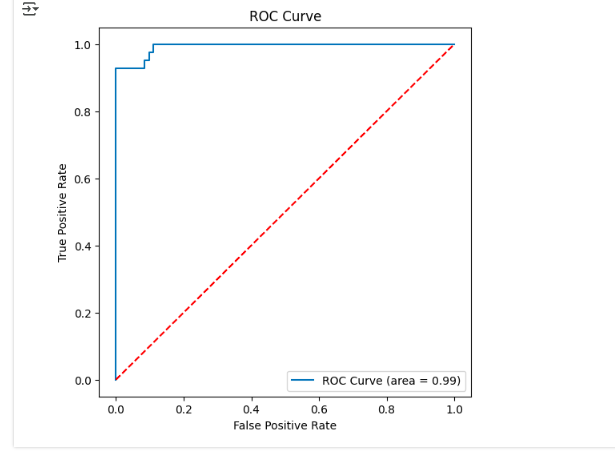 ROC Curve
True Positive Rate
1.0
0.8
0.6
0.4
0.2
0.0
ROC Curve (area = 0.99)
0.0 0.2 0.4 0.6 0.8 1.0
False Positive Rate